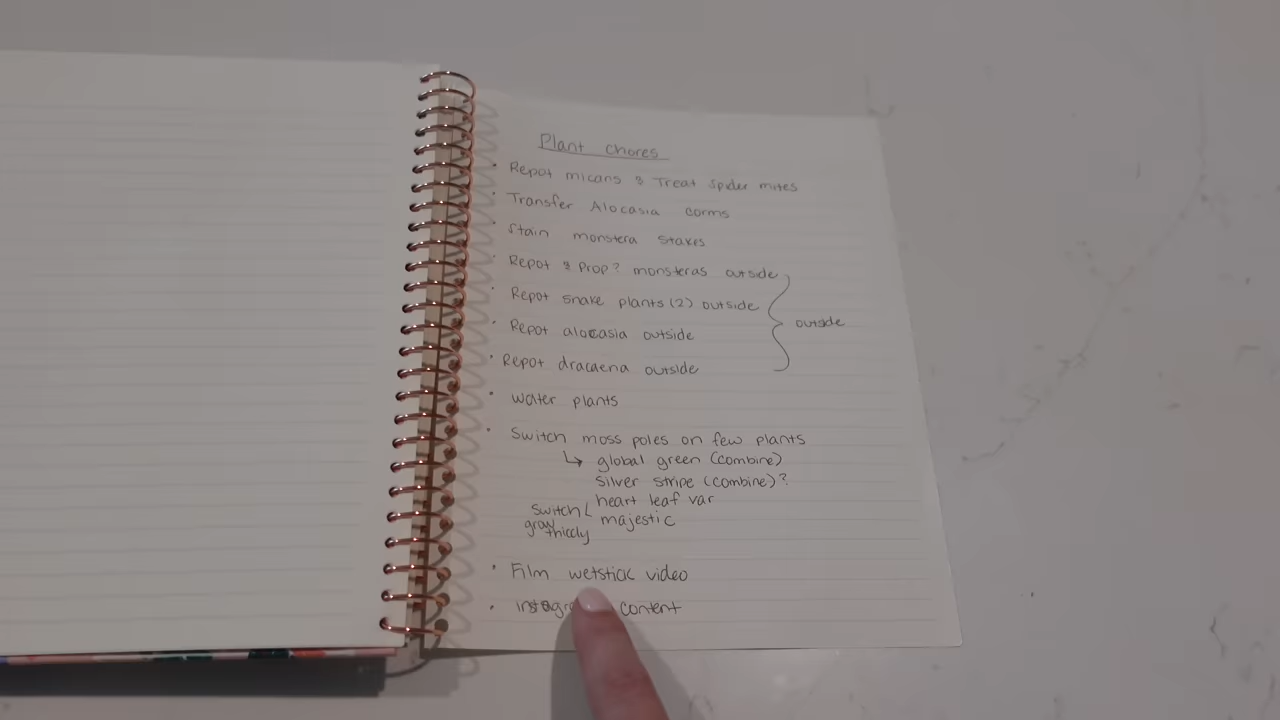 Plant chores
• Repot micans & Treat spider mites
• Transfer Alocasia corms
• Stain monstera stakes
• Repot & Prop? monsteras outside
• Repot snake plants (2) outside
outside
• Repot alocasia outside
• Repot dracaena outside
• water plants
• Switch moss poles on few plants
↳ global green (combine)
silver stripe (combine)?
heart leaf var
switch majestic
grow thiccly
• Film wetstick video
• content